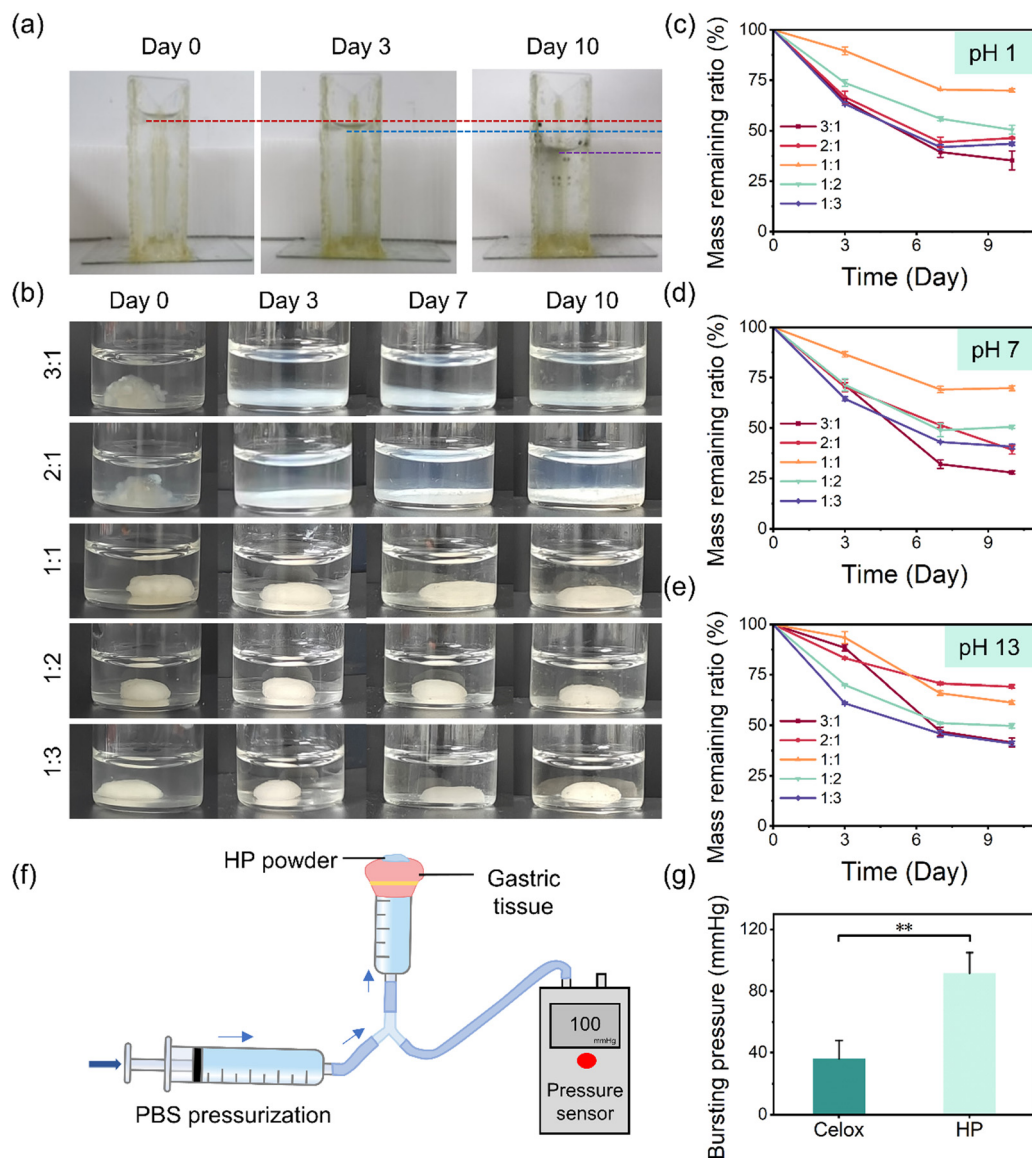 (a)
Day 0
Day 3
Day 10
(b)
Day 0
Day 3
Day 7
Day 10
3:1
2:1
1:1
1:2
1:3
(c)
Mass remaining ratio (%)
100
75
50
25
0
pH 1
3:1
2:1
1:1
1:2
1:3
0
3
6
9
Time (Day)
(d)
Mass remaining ratio (%)
100
75
50
25
0
pH 7
3:1
2:1
1:1
1:2
1:3
0
3
6
9
Time (Day)
(e)
Mass remaining ratio (%)
100
75
50
25
0
pH 13
3:1
2:1
1:1
1:2
1:3
0
3
6
9
Time (Day)
(f)
HP powder
Gastric
tissue
PBS pressurization
100
mmHg
Pressure
sensor
(g)
Bursting pressure (mmHg)
120
80
40
0
**
Celox
HP